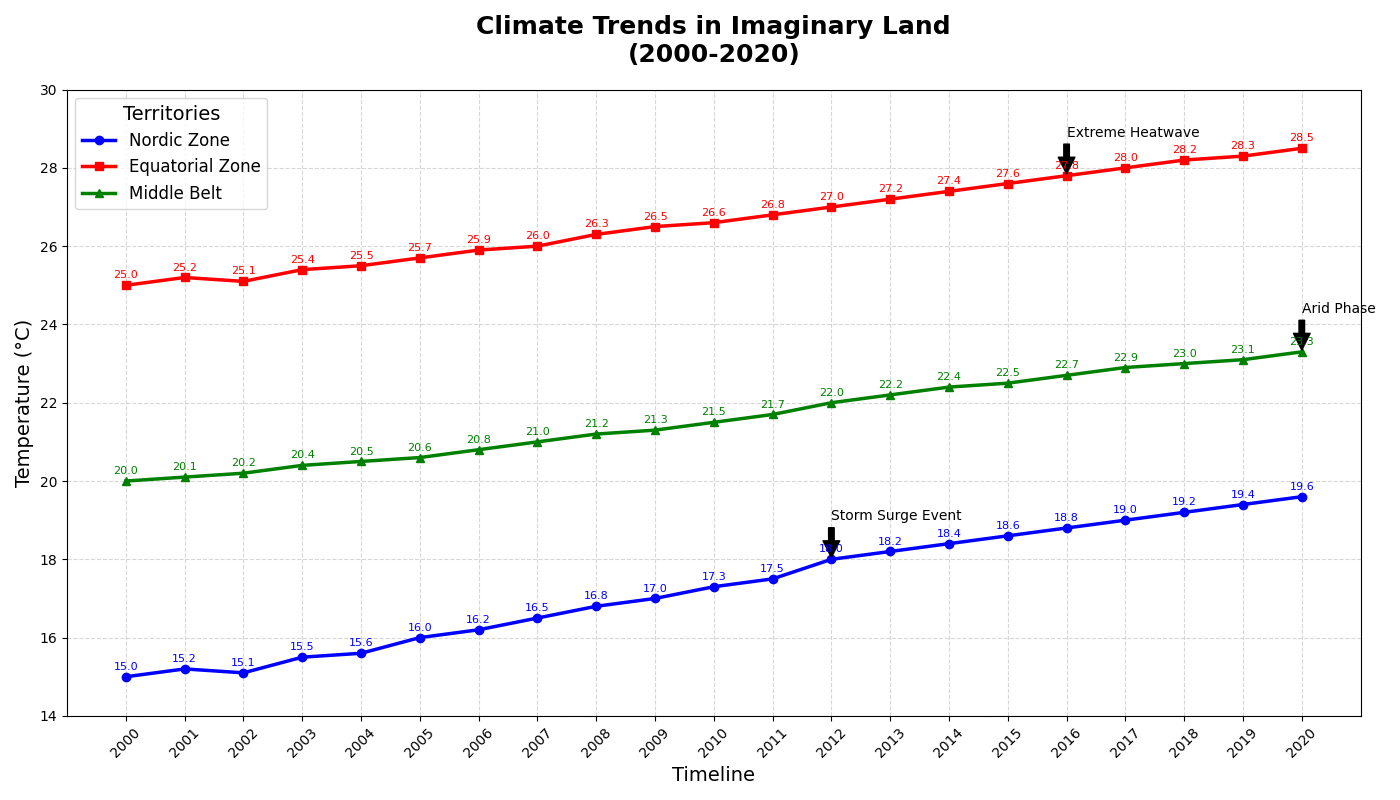 Climate Trends in Imaginary Land
(2000-2020)
Temperature (°C)
30
28
26
24
22
20
18
16
14
Territories
Nordic Zone
Equatorial Zone
Middle Belt
Extreme Heatwave
Arid Phase
Storm Surge Event
25.0 25.2 25.1 25.4 25.5 25.7 25.9 26.0 26.3 26.5 26.6 26.8 27.0 27.2 27.4 27.6 28.0 28.2 28.3 28.5
20.0 20.1 20.2 20.4 20.5 20.6 20.8 21.0 21.2 21.3 21.5 21.7 22.0 22.2 22.4 22.5 22.7 22.9 23.0 23.1
15.0 15.2 15.1 15.5 15.6 16.0 16.2 16.5 16.8 17.0 17.3 17.5 18.2 18.4 18.6 18.8 19.0 19.2 19.4 19.6
2000 2001 2002 2003 2004 2005 2006 2007 2008 2009 2010 2011 2012 2013 2014 2015 2016 2017 2018 2019 2020
Timeline